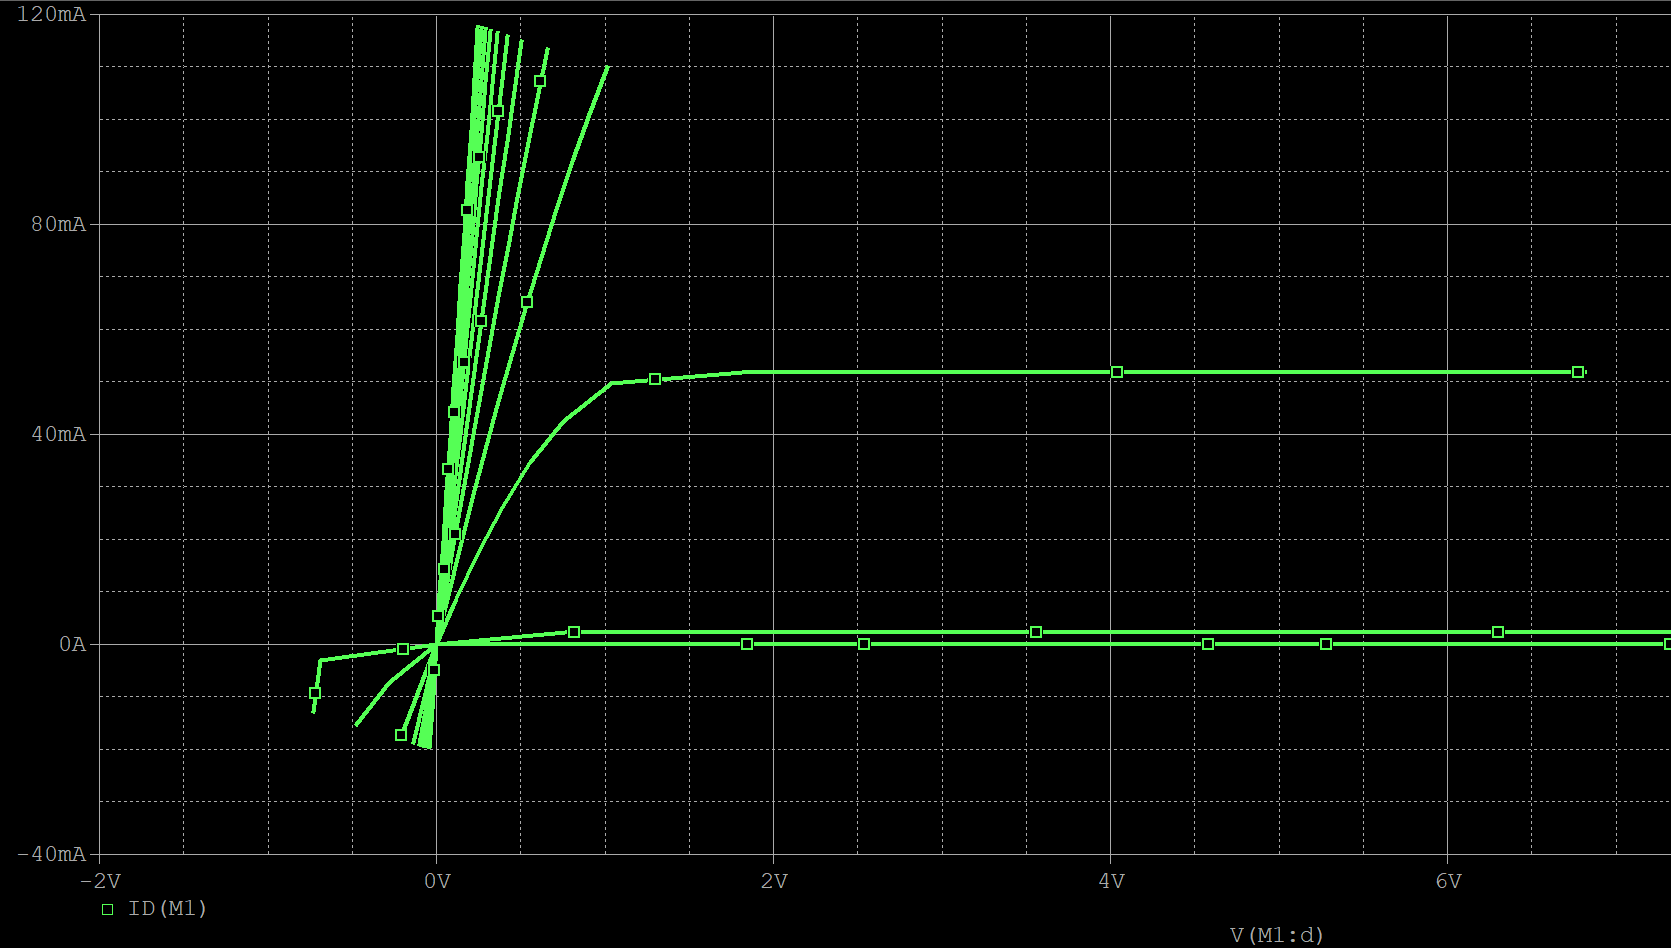 120mA
80mA
40mA
0A
-40mA
-2V 0V 2V 4V 6V
ID(M1)
V(M1:d)